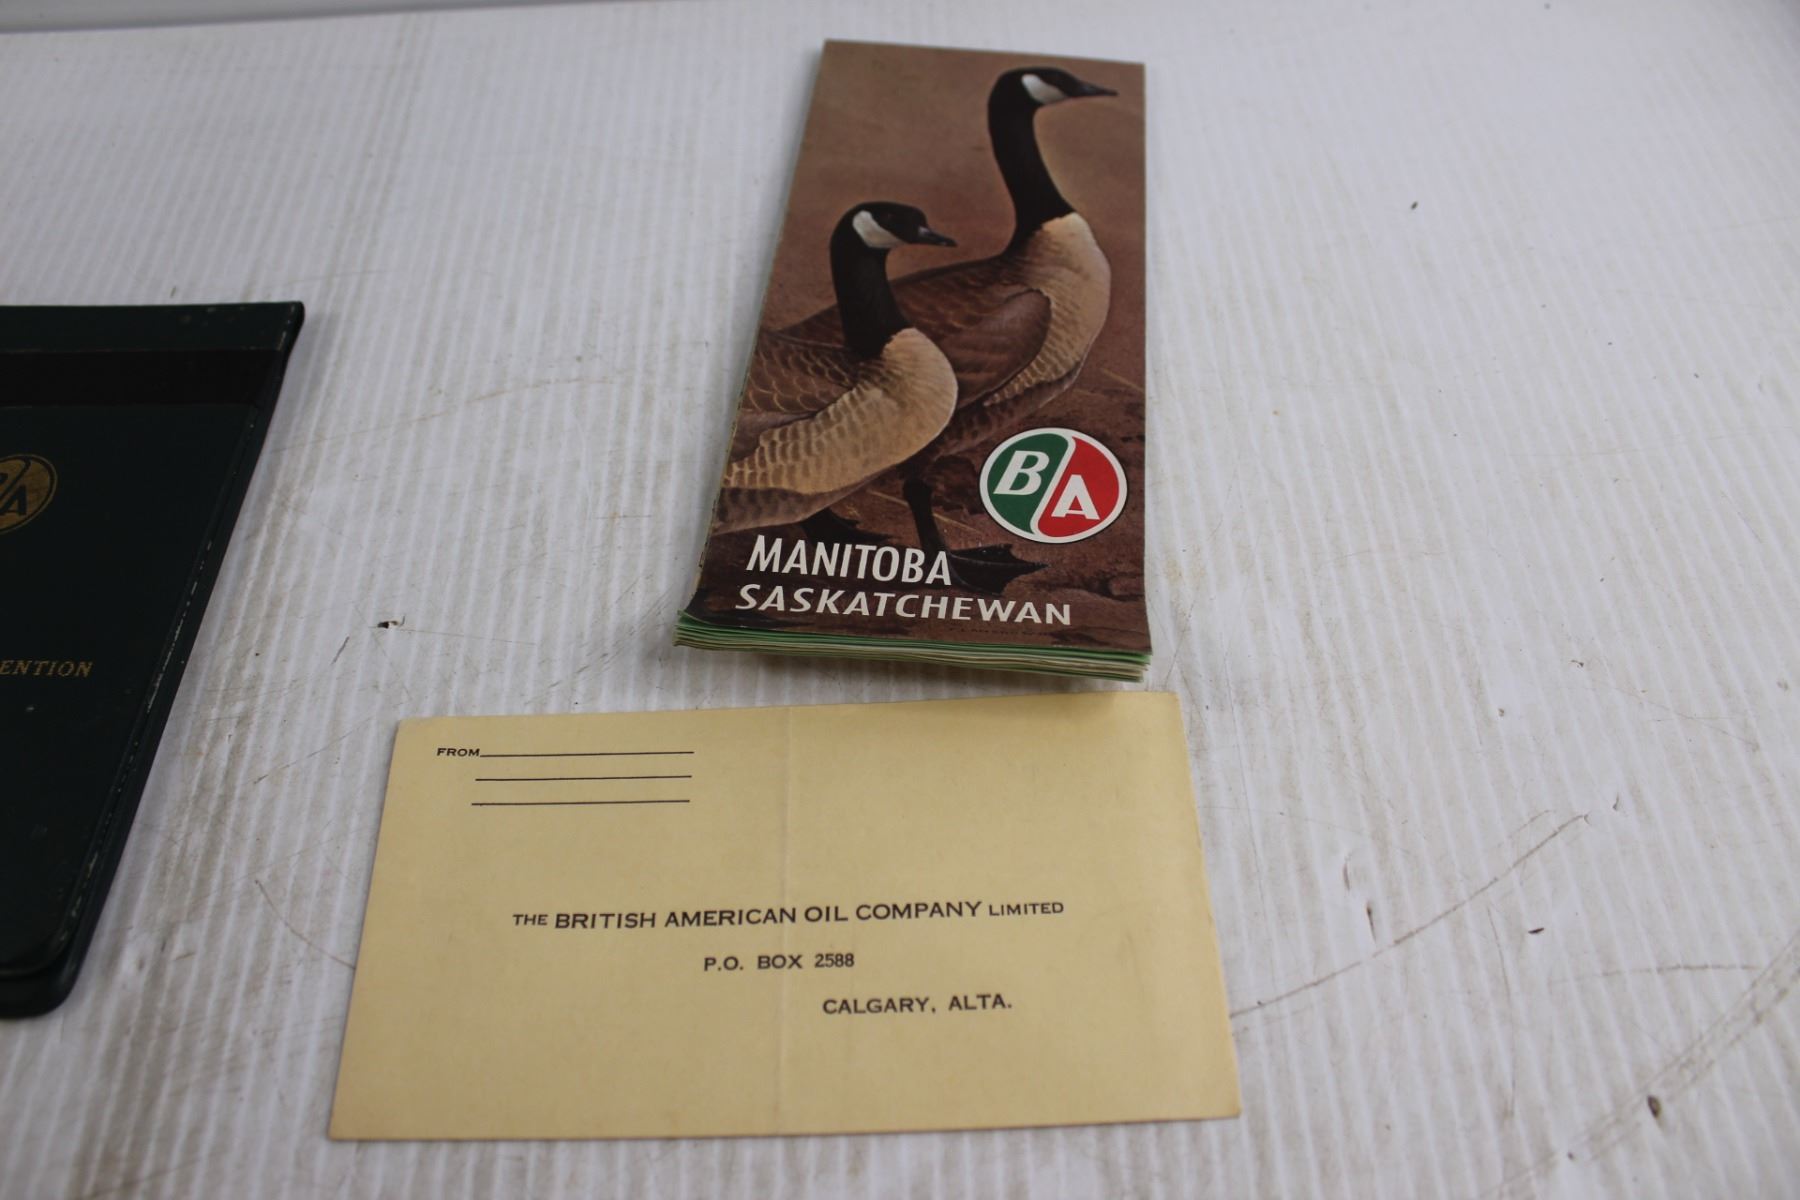 B A
MANITOBA
SASKATCHEWAN
B/A
ENTION
FROM
THE BRITISH AMERICAN OIL COMPANY LIMITED
P.O. BOX 2588
CALGARY, ALTA.